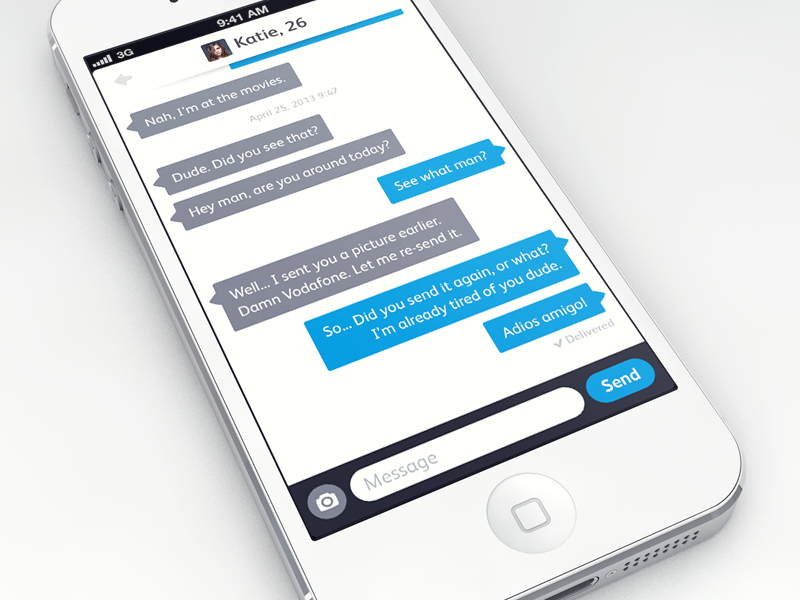 3G
9:41 AM
Katie, 26
Nah, I'm at the movies.
April 25, 2013 9:47
Dude. Did you see that?
Hey man, are you around today?
See what man?
Well... I sent you a picture earlier.
Damn Vodafone. Let me re-send it.
So... Did you send it again, or what?
I'm already tired of you dude.
Adios amigo!
Delivered
Message
Send